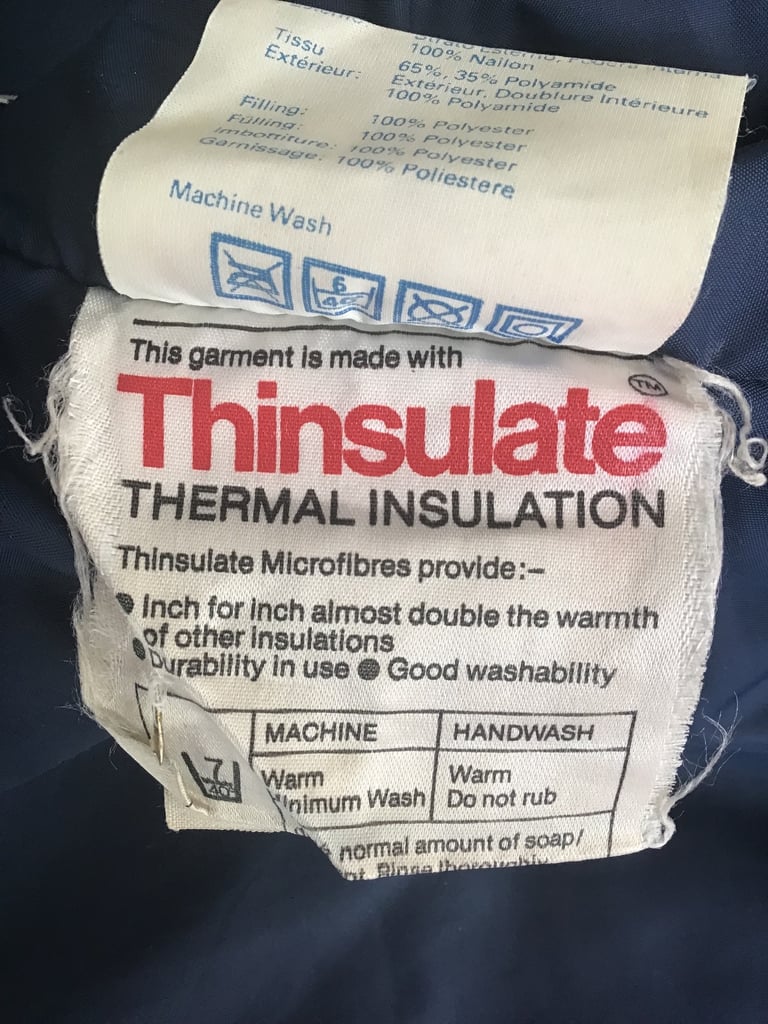 Tissu
Extérieur:
100% Nailon
65%, 35% Polyamide
Extérieur, Doublure Intérieure
100% Polyamide
Filling: 100% Polyester
Füllung: 100% Polyester
Imbottiture: 100% Polyester
Garnissage: 100% Poliestere
Machine Wash
6
40°
This garment is made with
Thinsulate TM
THERMAL INSULATION
Thinsulate Microfibres provide:–
● Inch for inch almost double the warmth
of other insulations
● Durability in use ● Good washability
MACHINE HANDWASH
7
40°
Warm Warm
Minimum Wash Do not rub
normal amount of soap/
Rinse thoroughly